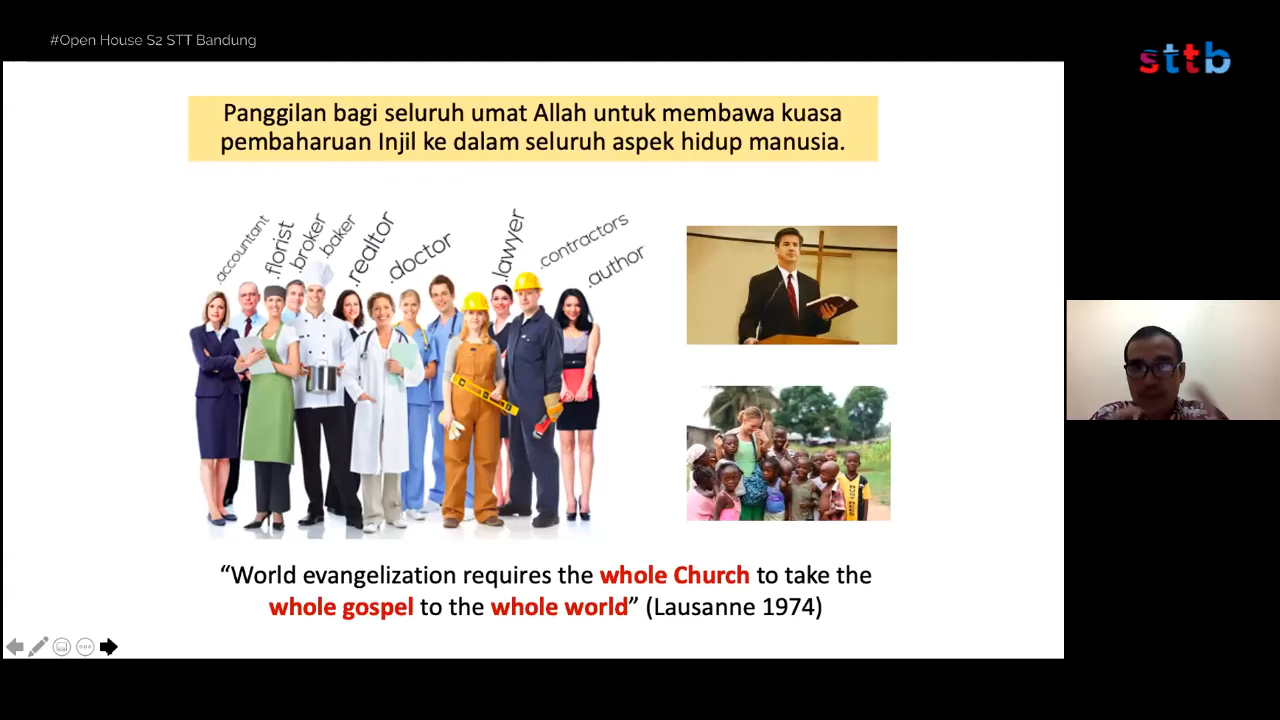 #Open House S2 STT Bandung
sttb
Panggilan bagi seluruh umat Allah untuk membawa kuasa
pembaharuan Injil ke dalam seluruh aspek hidup manusia.
.accountant
.florist
.broker
.baker
.realtor
.doctor
.lawyer
.contractors
.author
“World evangelization requires the whole Church to take the
whole gospel to the whole world” (Lausanne 1974)